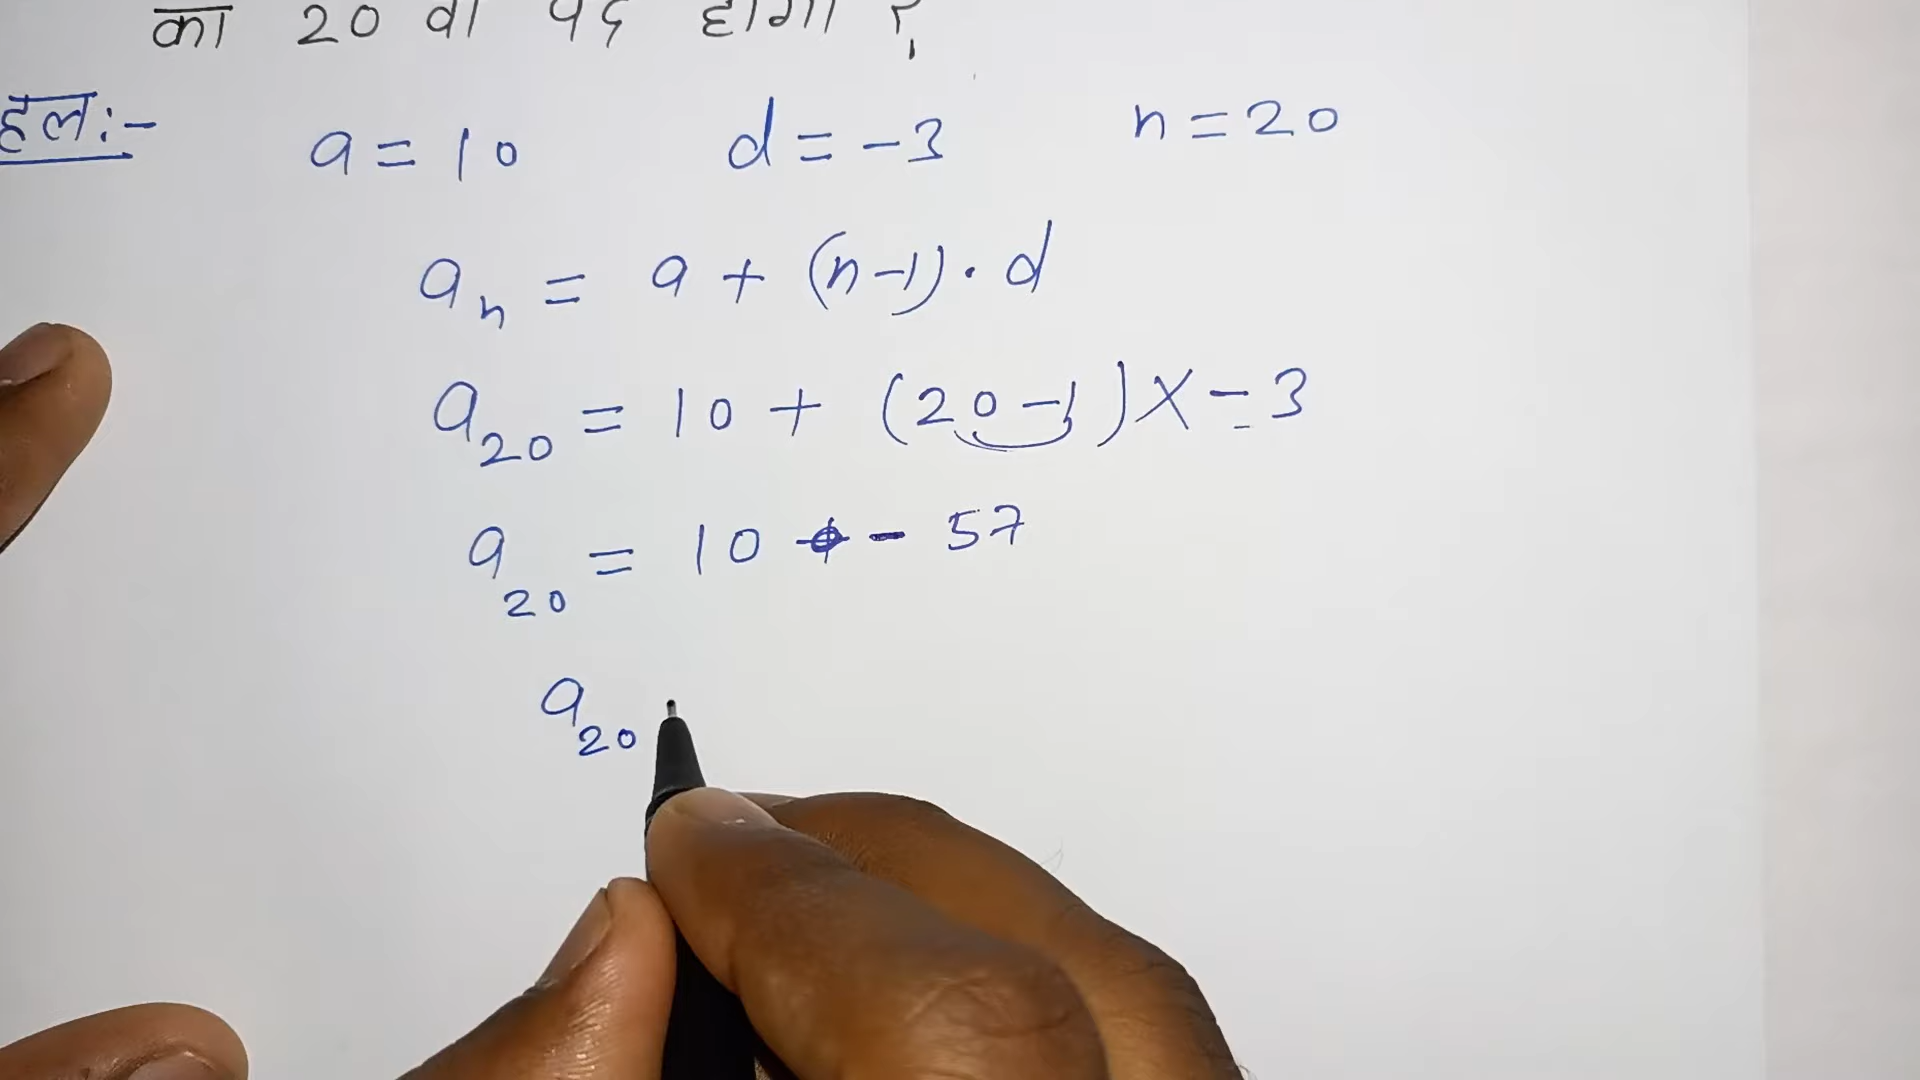 का 20 वां पद होगा ?
हल:- a = 10 d = -3 n = 20
aₙ = a + (n-1) · d
a₂₀ = 10 + (20-1) X - 3
a₂₀ = 10 - 57
a₂₀